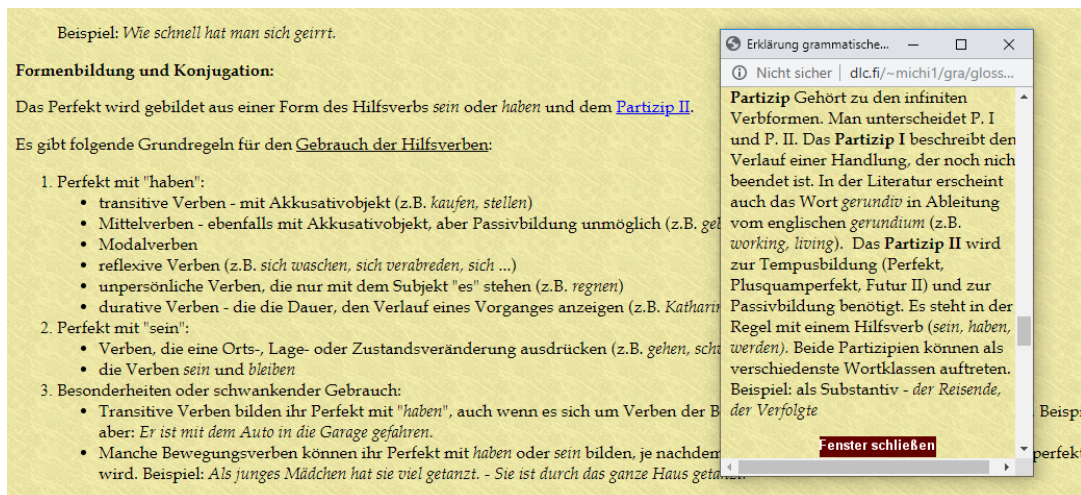 Beispiel: Wie schnell hat man sich geirrt.
Formenbildung und Konjugation:
Das Perfekt wird gebildet aus einer Form des Hilfsverbs sein oder haben und dem Partizip II.
Es gibt folgende Grundregeln für den Gebrauch der Hilfsverben:
1. Perfekt mit "haben":
• transitive Verben - mit Akkusativobjekt (z.B. kaufen, stellen)
• Mittelverben - ebenfalls mit Akkusativobjekt, aber Passivbildung unmöglich (z.B.
• Modalverben
• reflexive Verben (z.B. sich waschen, sich verabreden, sich ...)
• unpersönliche Verben, die nur mit dem Subjekt "es" stehen (z.B. regnen)
• durative Verben - die die Dauer, den Verlauf eines Vorganges anzeigen (z.B.
2. Perfekt mit "sein":
• Verben, die eine Orts-, Lage- oder Zustandsveränderung ausdrücken (z.B. gehen,
• die Verben sein und bleiben
3. Besonderheiten oder schwankender Gebrauch:
• Transitive Verben bilden ihr Perfekt mit "haben", auch wenn es sich um Verben der
aber: Er ist mit dem Auto in die Garage gefahren.
• Manche Bewegungsverben können ihr Perfekt mit haben oder sein bilden, je nachdem
wird. Beispiel: Als junges Mädchen hat sie viel getanzt. - Sie ist durch das ganze Haus
Erklärung grammatische...
Nicht sicher | dlc.fi/~michi1/gra/gloss...
Partizip Gehört zu den infiniten
Verbformen. Man unterscheidet P. I
und P. II. Das Partizip I beschreibt den
Verlauf einer Handlung, der noch nich
beendet ist. In der Literatur erscheint
auch das Wort gerundiv in Ableitung
vom englischen gerundium (z.B.
working, living). Das Partizip II wird
zur Tempusbildung (Perfekt,
Plusquamperfekt, Futur II) und zur
Passivbildung benötigt. Es steht in der
Regel mit einem Hilfsverb (sein, haben,
werden). Beide Partizipien können als
verschiedenste Wortklassen auftreten.
Beispiel: als Substantiv - der Reisende,
der Verfolgte
Fenster schließen